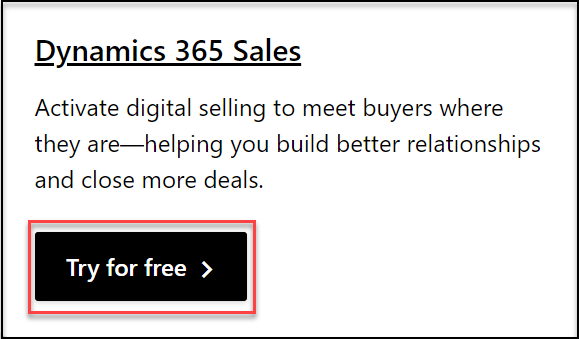 Dynamics 365 Sales
Activate digital selling to meet buyers where
they are—helping you build better relationships
and close more deals.
Try for free